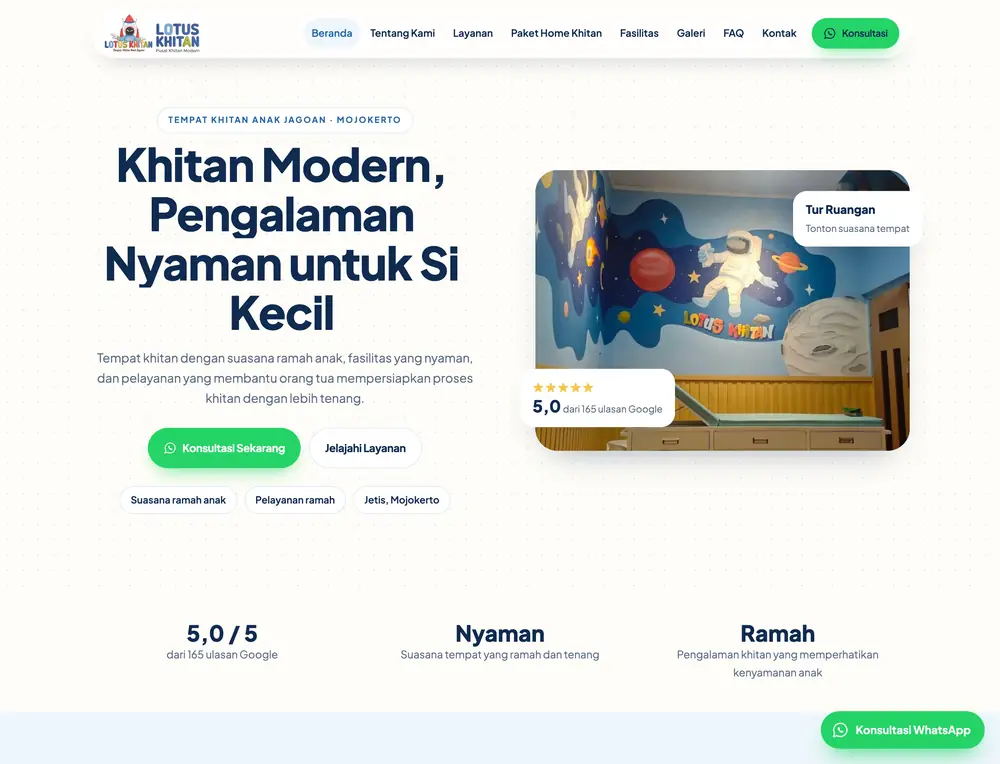 LOTUS KHITAN
LOTUS
KHITAN
Pusat Khitan Modern
Beranda
Tentang Kami
Layanan
Paket Home Khitan
Fasilitas
Galeri
FAQ
Kontak
Konsultasi
TEMPAT KHITAN ANAK JAGOAN · MOJOKERTO
Khitan Modern,
Pengalaman
Nyaman untuk Si
Kecil
Tempat khitan dengan suasana ramah anak, fasilitas yang nyaman,
dan pelayanan yang membantu orang tua mempersiapkan proses
khitan dengan lebih tenang.
Konsultasi Sekarang
Jelajahi Layanan
Suasana ramah anak
Pelayanan ramah
Jetis, Mojokerto
Tur Ruangan
Tonton suasana tempat
LOTUS KHITAN
5,0 dari 165 ulasan Google
5,0 / 5
dari 165 ulasan Google
Nyaman
Suasana tempat yang ramah dan tenang
Ramah
Pengalaman khitan yang memperhatikan
kenyamanan anak
Konsultasi WhatsApp